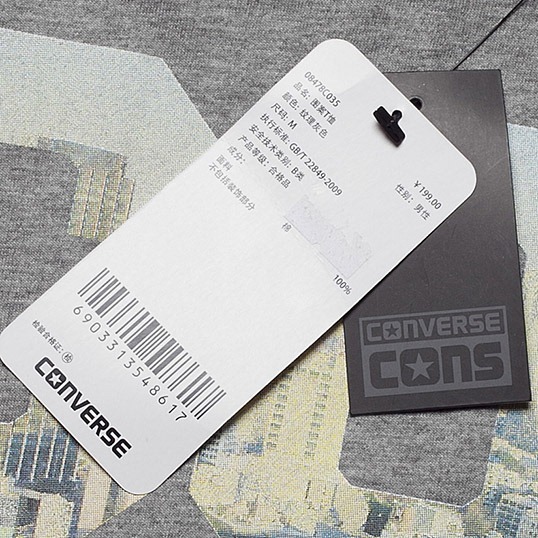 08478C035
品名: 图案T恤
颜色: 纹理灰色
尺码: M
执行标准: GB/T 22849-2009
安全技术类别: B类
产品等级: 合格品
成分:
面料
不包括装饰部分
棉 100%
￥199.00
性别: 男性
6903313548617
检验合格证: 检
CONVERSE
CONVERSE
CONS